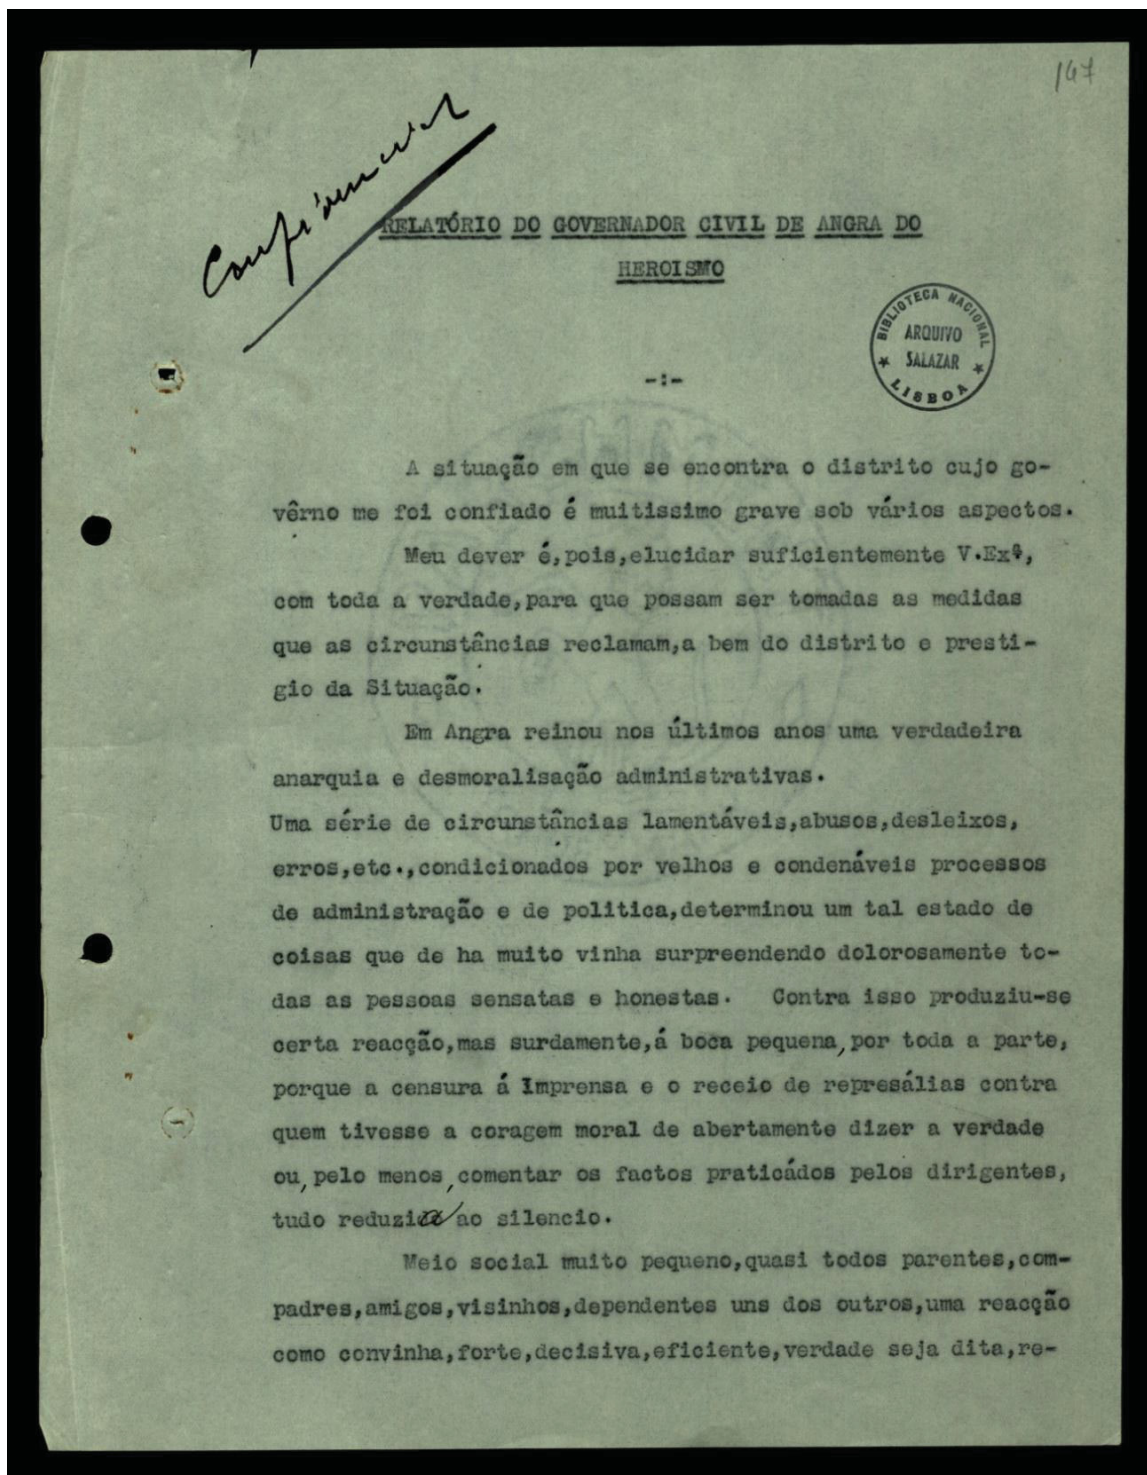 147
Confidencial
RELATÓRIO DO GOVERNADOR CIVIL DE ANGRA DO
HEROISMO
BIBLIOTECA NACIONAL
ARQUIVO
SALAZAR
LISBOA
-:-
A situação em que se encontra o distrito cujo go-
vêrno me foi confiado é muitissimo grave sob vários aspectos.
Meu dever é,pois,elucidar suficientemente V.Exª,
com toda a verdade,para que possam ser tomadas as medidas
que as circunstâncias reclamam,a bem do distrito e presti-
gio da Situação.
Em Angra reinou nos últimos anos uma verdadeira
anarquia e desmoralisação administrativas.
Uma série de circunstâncias lamentáveis,abusos,desleixos,
erros,etc.,condicionados por velhos e condenáveis processos
de administração e de politica,determinou um tal estado de
coisas que de ha muito vinha surpreendendo dolorosamente to-
das as pessoas sensatas e honestas. Contra isso produziu-se
certa reacção,mas surdamente,á boca pequena,por toda a parte,
porque a censura á Imprensa e o receio de represálias contra
quem tivesse a coragem moral de abertamente dizer a verdade
ou,pelo menos,comentar os factos praticádos pelos dirigentes,
tudo reduzia ao silencio.
Meio social muito pequeno,quasi todos parentes,com-
padres,amigos,visinhos,dependentes uns dos outros,uma reacção
como convinha,forte,decisiva,eficiente,verdade seja dita,re-